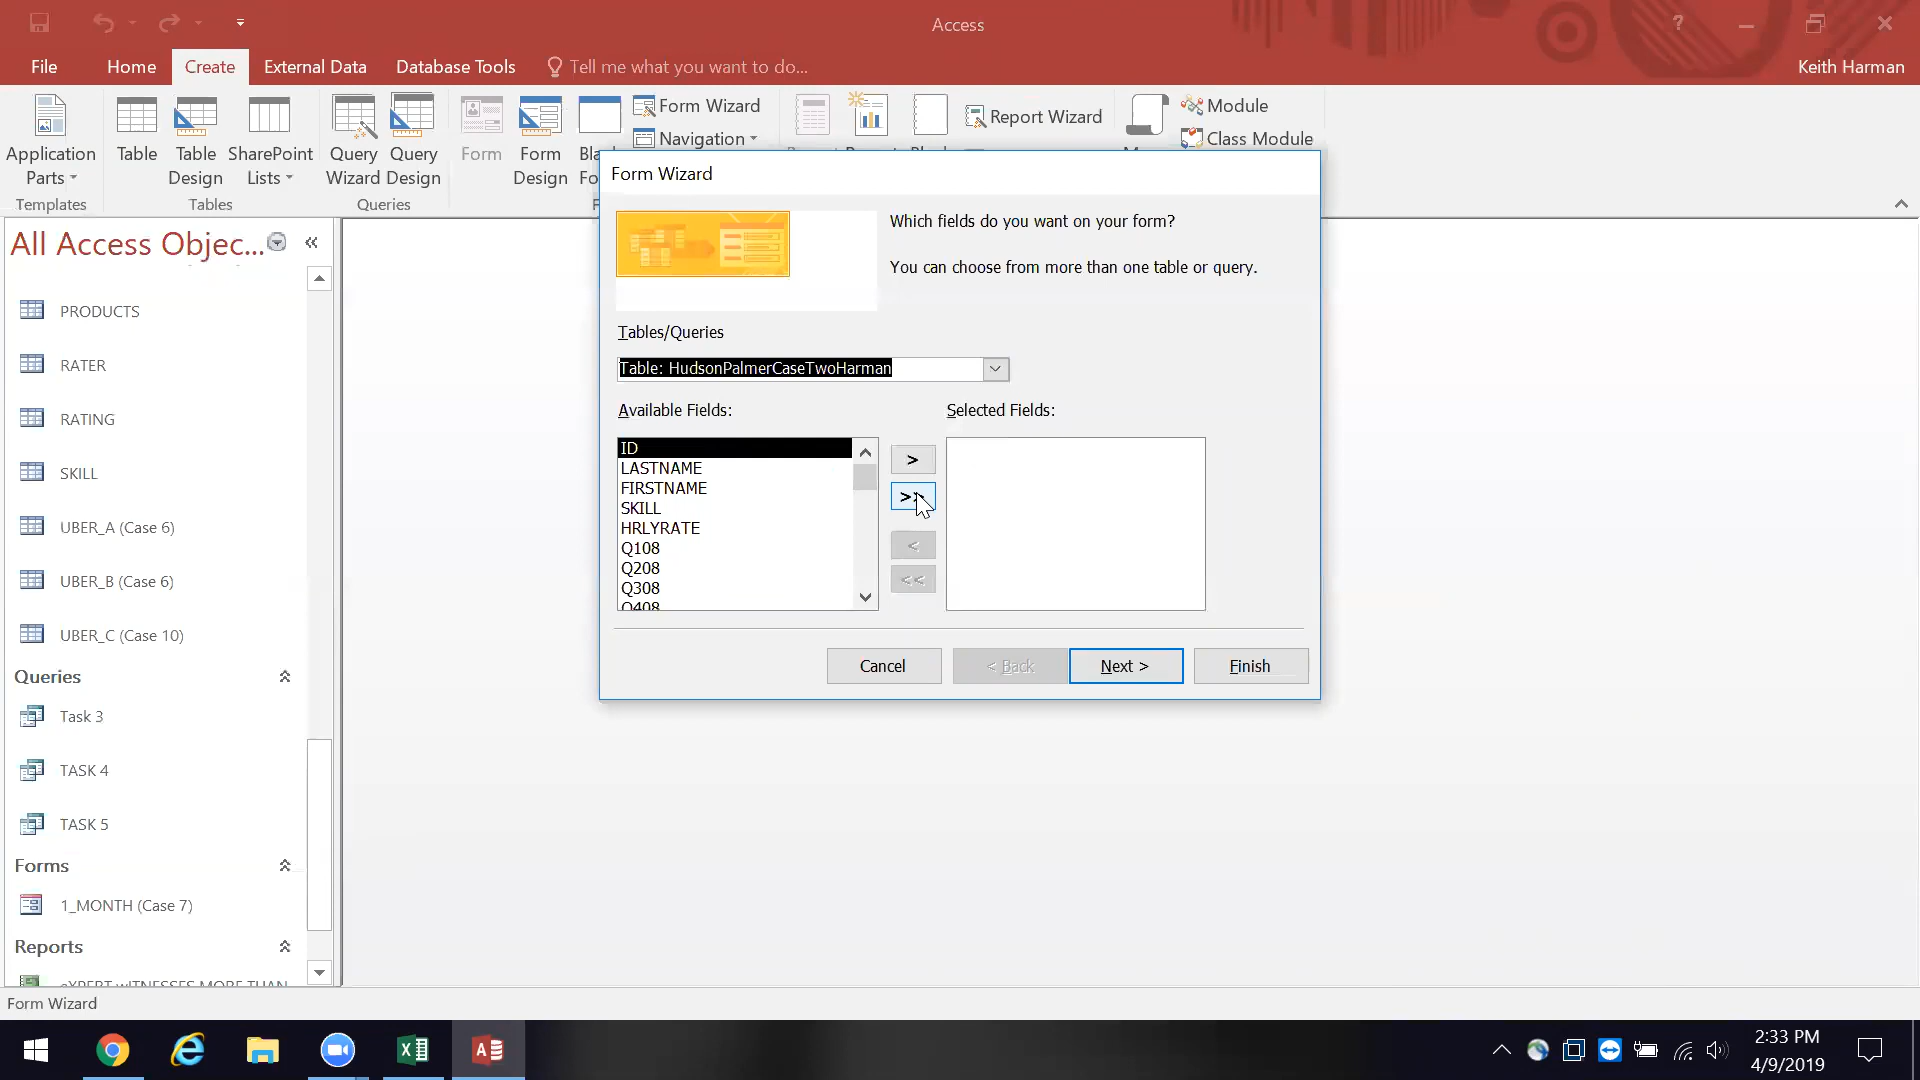 Access
File
Home
Create
External Data
Database Tools
Tell me what you want to do...
Keith Harman
Application Parts
Table
Table Design
SharePoint Lists
Query Wizard
Query Design
Form
Form Design
Form Wizard
Navigation
Report Wizard
Module
Class Module
Templates
Tables
Queries
All Access Objec...
PRODUCTS
RATER
RATING
SKILL
UBER_A (Case 6)
UBER_B (Case 6)
UBER_C (Case 10)
Queries
Task 3
TASK 4
TASK 5
Forms
1_MONTH (Case 7)
Reports
eXPERT wITNESSES MORE THAN
Form Wizard
Which fields do you want on your form?
You can choose from more than one table or query.
Tables/Queries
Table: HudsonPalmerCaseTwoHarman
Available Fields:
Selected Fields:
ID
LASTNAME
FIRSTNAME
SKILL
HRLYRATE
Q108
Q208
Q308
Q408
>
>>
<
<<
Cancel
< Back
Next >
Finish
Form Wizard
2:33 PM
4/9/2019